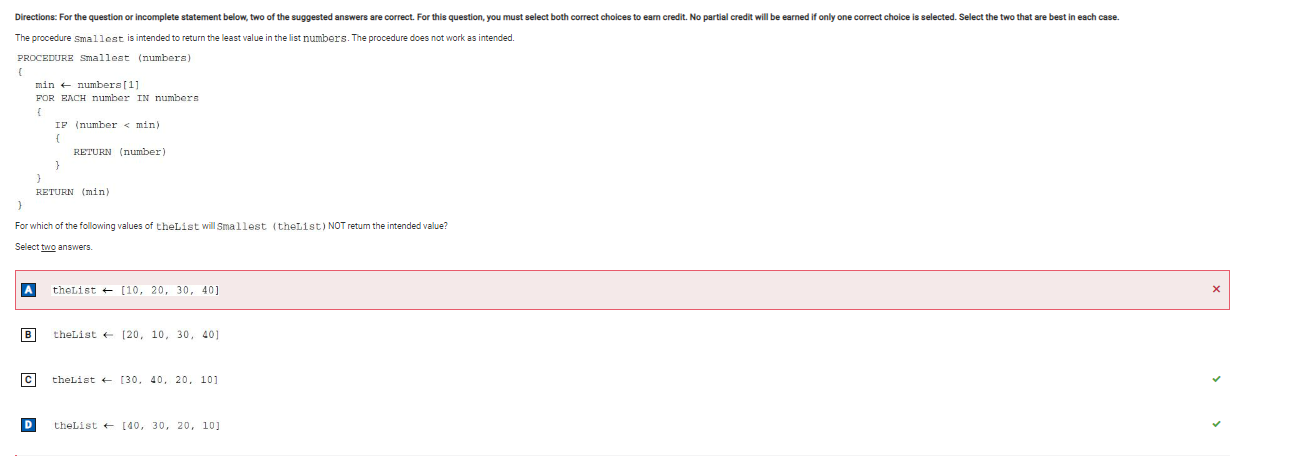 Directions: For the question or incomplete statement below, two of the suggested answers are correct. For this question, you must select both correct choices to earn credit. No partial credit will be earned if only one correct choice is selected. Select the two that are best in each case.
The procedure Smallest is intended to return the least value in the list numbers. The procedure does not work as intended.
PROCEDURE Smallest (numbers)
{
min ← numbers[1]
FOR EACH number IN numbers
{
IF (number < min)
{
RETURN (number)
}
}
RETURN (min)
}
For which of the following values of theList will Smallest (theList) NOT return the intended value?
Select two answers.
A theList ← [10, 20, 30, 40]
B theList ← [20, 10, 30, 40]
C theList ← [30, 40, 20, 10]
D theList ← [40, 30, 20, 10]